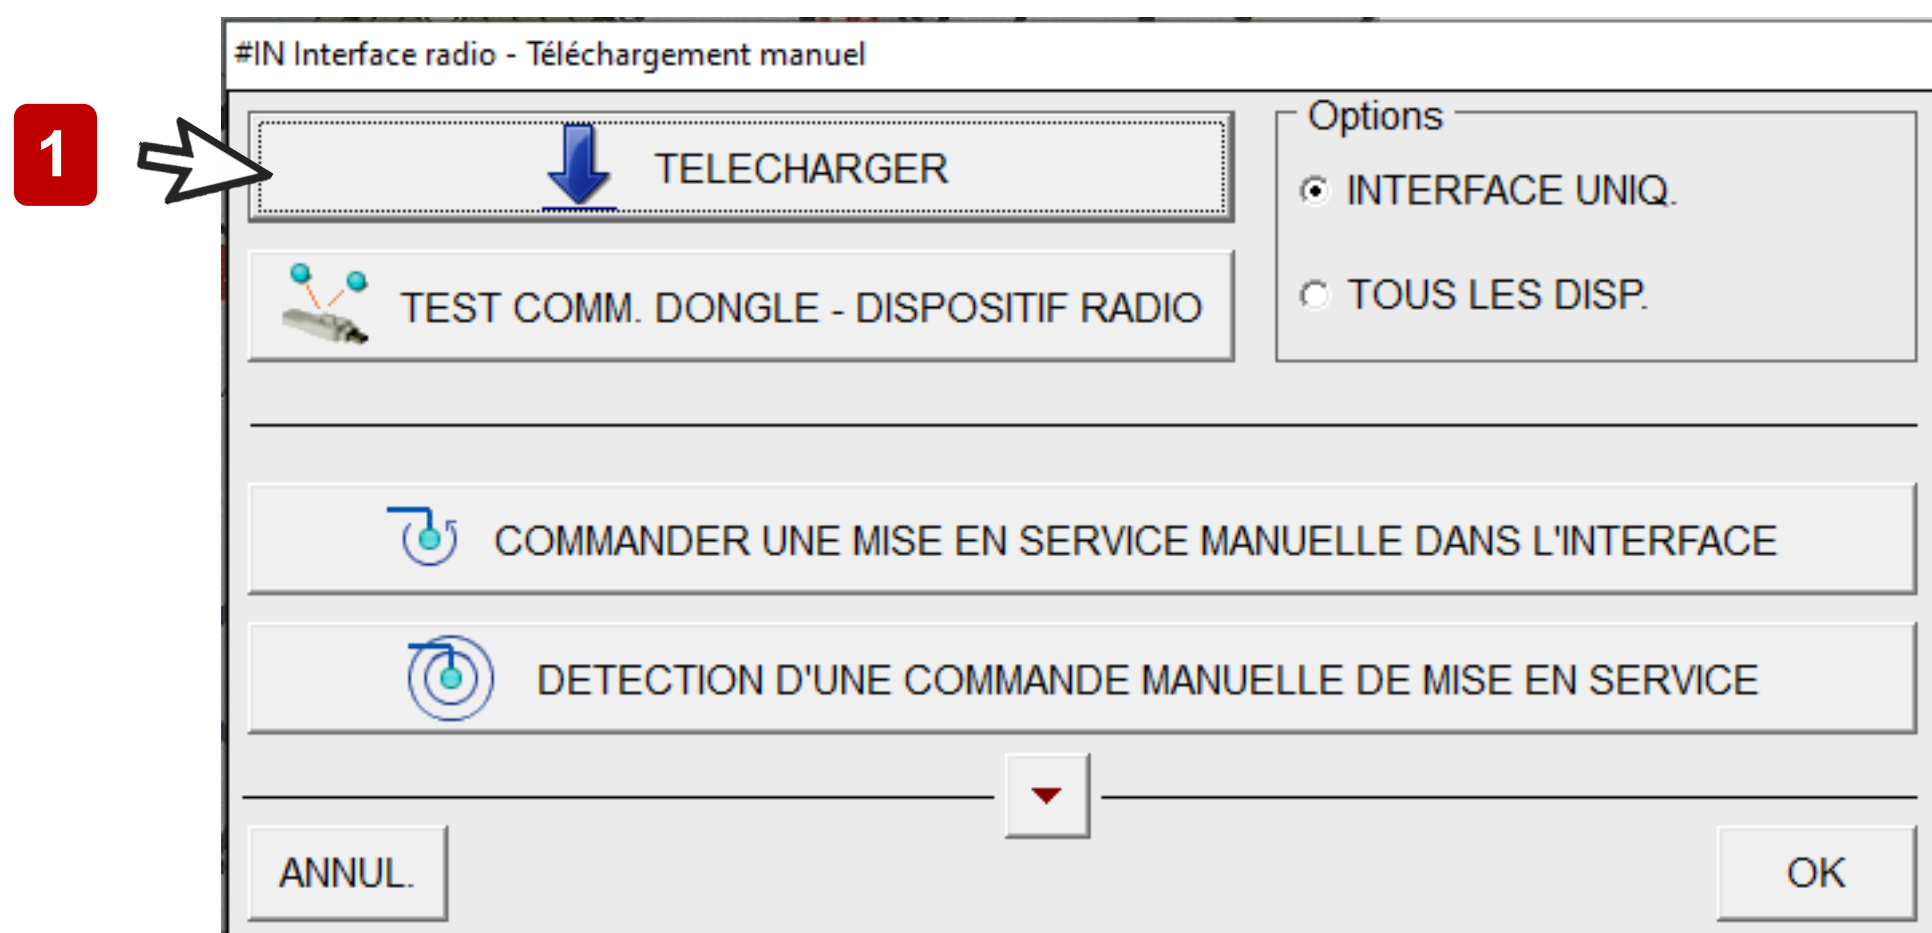 #IN Interface radio - Téléchargement manuel
1
TELECHARGER
Options
INTERFACE UNIQ.
TEST COMM. DONGLE - DISPOSITIF RADIO
TOUS LES DISP.
COMMANDER UNE MISE EN SERVICE MANUELLE DANS L'INTERFACE
DETECTION D'UNE COMMANDE MANUELLE DE MISE EN SERVICE
ANNUL.
OK